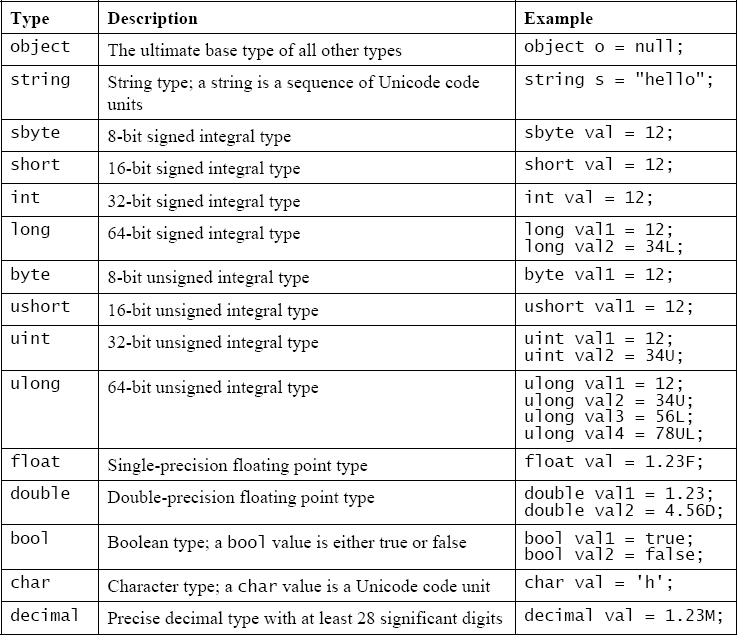 Type Description Example
object The ultimate base type of all other types object o = null;
string String type; a string is a sequence of Unicode code string s = "hello";
units
sbyte 8-bit signed integral type sbyte val = 12;
short 16-bit signed integral type short val = 12;
int 32-bit signed integral type int val = 12;
long 64-bit signed integral type long val1 = 12;
long val2 = 34L;
byte 8-bit unsigned integral type byte val1 = 12;
ushort 16-bit unsigned integral type ushort val1 = 12;
uint 32-bit unsigned integral type uint val1 = 12;
uint val2 = 34U;
ulong 64-bit unsigned integral type ulong val1 = 12;
ulong val2 = 34U;
ulong val3 = 56L;
ulong val4 = 78UL;
float Single-precision floating point type float val = 1.23F;
double Double-precision floating point type double val1 = 1.23;
double val2 = 4.56D;
bool Boolean type; a bool value is either true or false bool val1 = true;
bool val2 = false;
char Character type; a char value is a Unicode code unit char val = 'h';
decimal Precise decimal type with at least 28 significant digits decimal val = 1.23M;